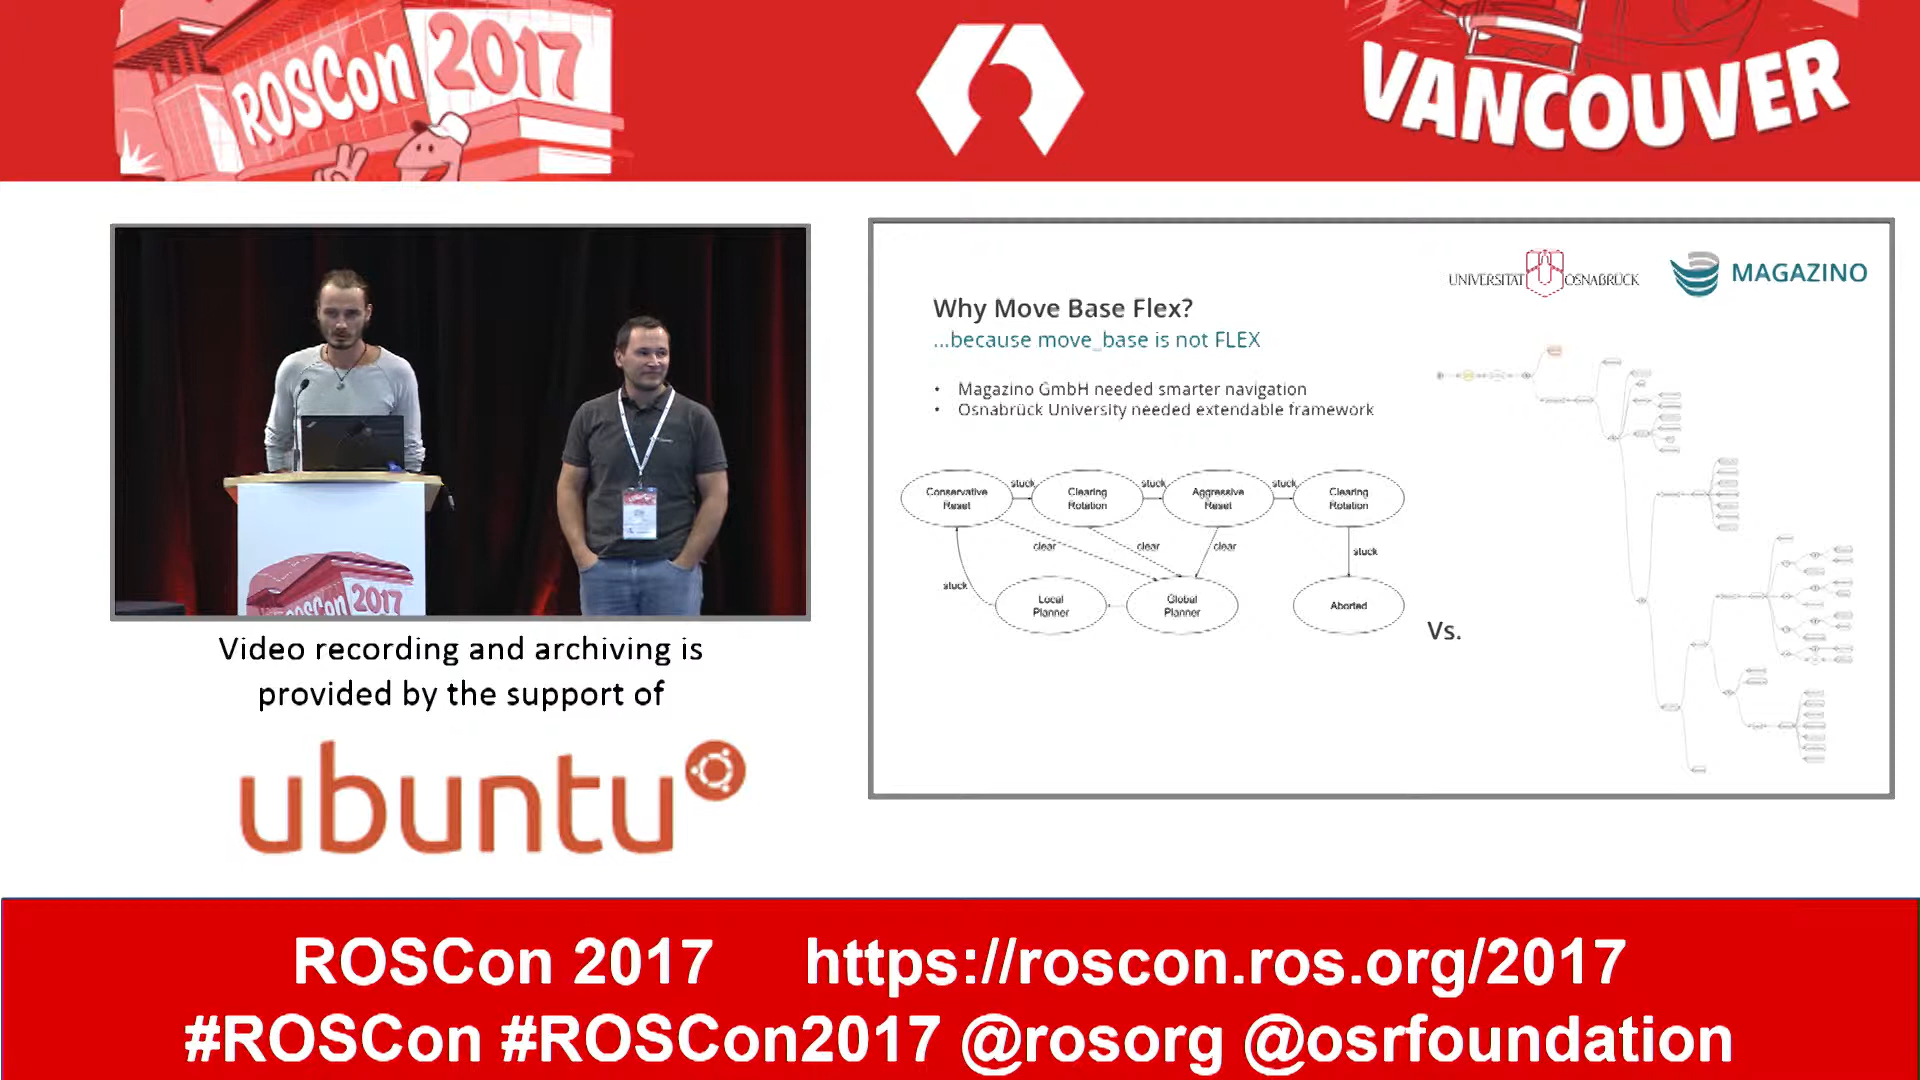 ROSCon 2017
VANCOUVER
UNIVERSITÄT OSNABRÜCK
MAGAZINO
Why Move Base Flex?
...because move_base is not FLEX
• Magazino GmbH needed smarter navigation
• Osnabrück University needed extendable framework
Conservative
Reset
stuck
Clearing
Rotation
stuck
Aggressive
Reset
stuck
Clearing
Rotation
clear
clear
clear
stuck
stuck
Local
Planner
Global
Planner
Aborted
Vs.
ROSCon 2017
Video recording and archiving is
provided by the support of
ubuntu
ROSCon 2017 https://roscon.ros.org/2017
#ROSCon #ROSCon2017 @rosorg @osrfoundation